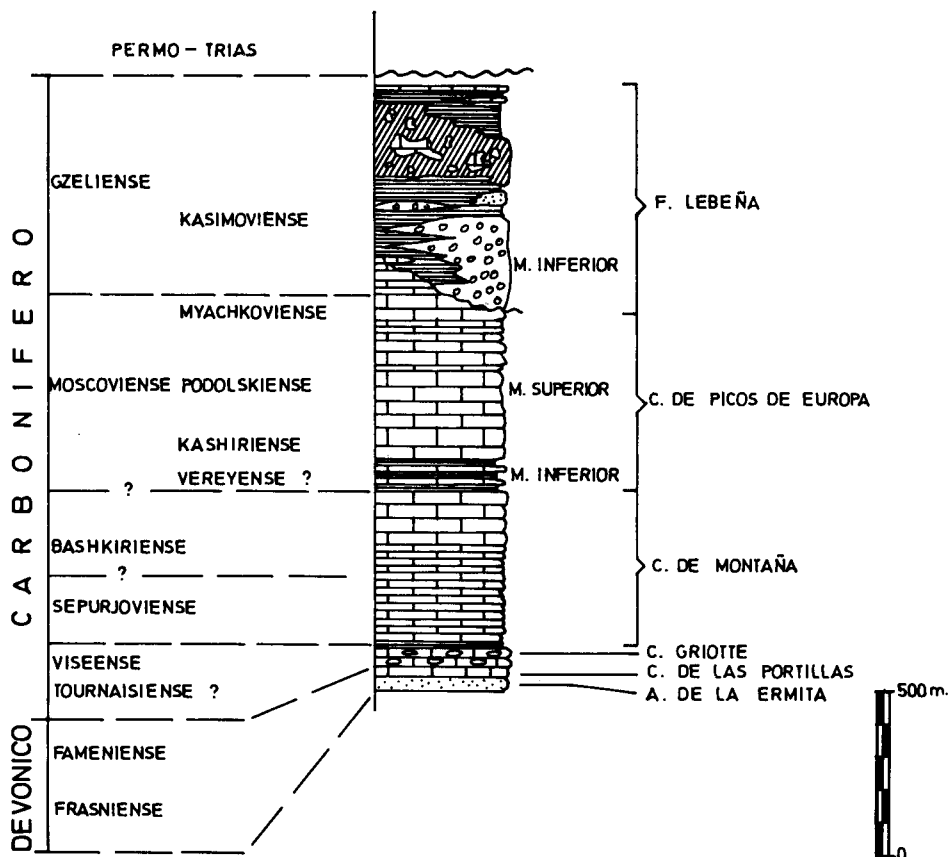 PERMO - TRIAS
CARBONIFERO
GZELIENSE
KASIMOVIENSE
MYACHKOVIENSE
MOSCOVIENSE PODOLSKIENSE
KASHIRIENSE
VEREYENSE ?
?
BASHKIRIENSE
?
SEPURJOVIENSE
VISEENSE
TOURNAISIENSE ?
DEVONICO
FAMENIENSE
FRASNIENSE
M. INFERIOR
M. SUPERIOR
M. INFERIOR
F. LEBEÑA
C. DE PICOS DE EUROPA
C. DE MONTAÑA
C. GRIOTTE
C. DE LAS PORTILLAS
A. DE LA ERMITA
500 m.
0